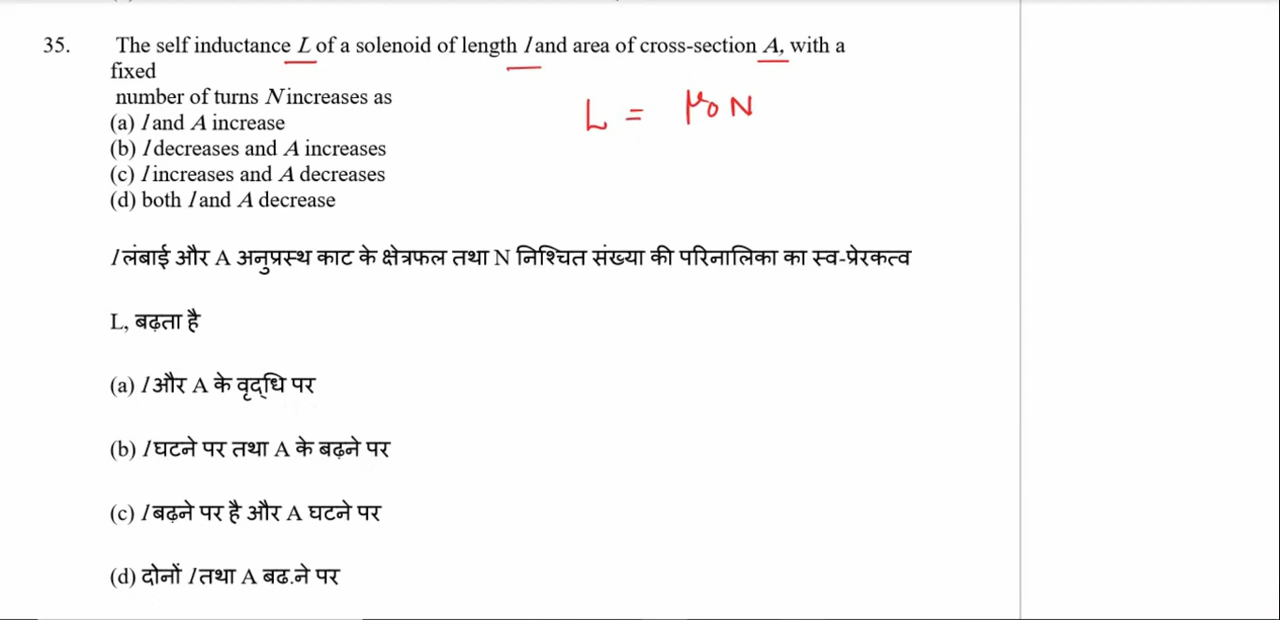 35. The self inductance L of a solenoid of length l and area of cross-section A, with a
fixed
number of turns N increases as
L = μ₀N
(a) l and A increase
(b) l decreases and A increases
(c) l increases and A decreases
(d) both l and A decrease
l लंबाई और A अनुप्रस्थ काट के क्षेत्रफल तथा N निश्चित संख्या की परिनालिका का स्व-प्रेरकत्व
L, बढ़ता है
(a) l और A के वृद्धि पर
(b) l घटने पर तथा A के बढ़ने पर
(c) l बढ़ने पर है और A घटने पर
(d) दोनों l तथा A बढ.ने पर